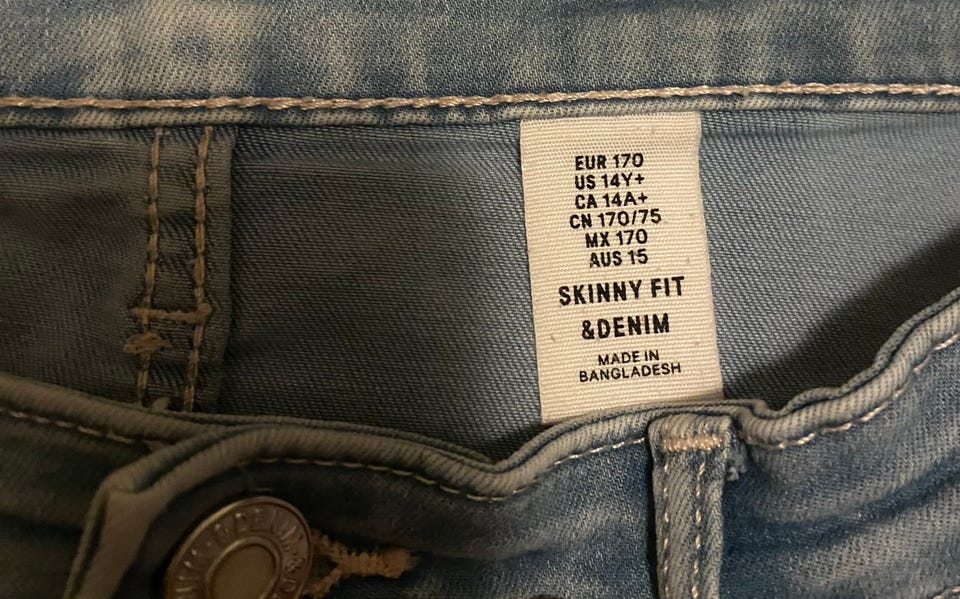 EUR 170
US 14Y+
CA 14A+
CN 170/75
MX 170
AUS 15
SKINNY FIT
&DENIM
MADE IN
BANGLADESH